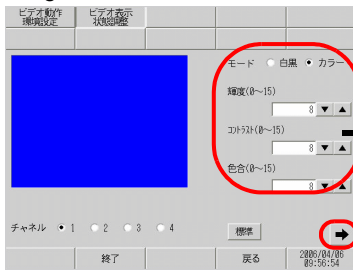 ビデオ動作 ビデオ表示
環境設定 状態調整
モード 白黒 カラー
輝度(0～15)
8
コントラスト(0～15)
8
色合(0～15)
8
チャネル 1 2 3 4 標準
終了 戻る 2006/04/06
09:56:54